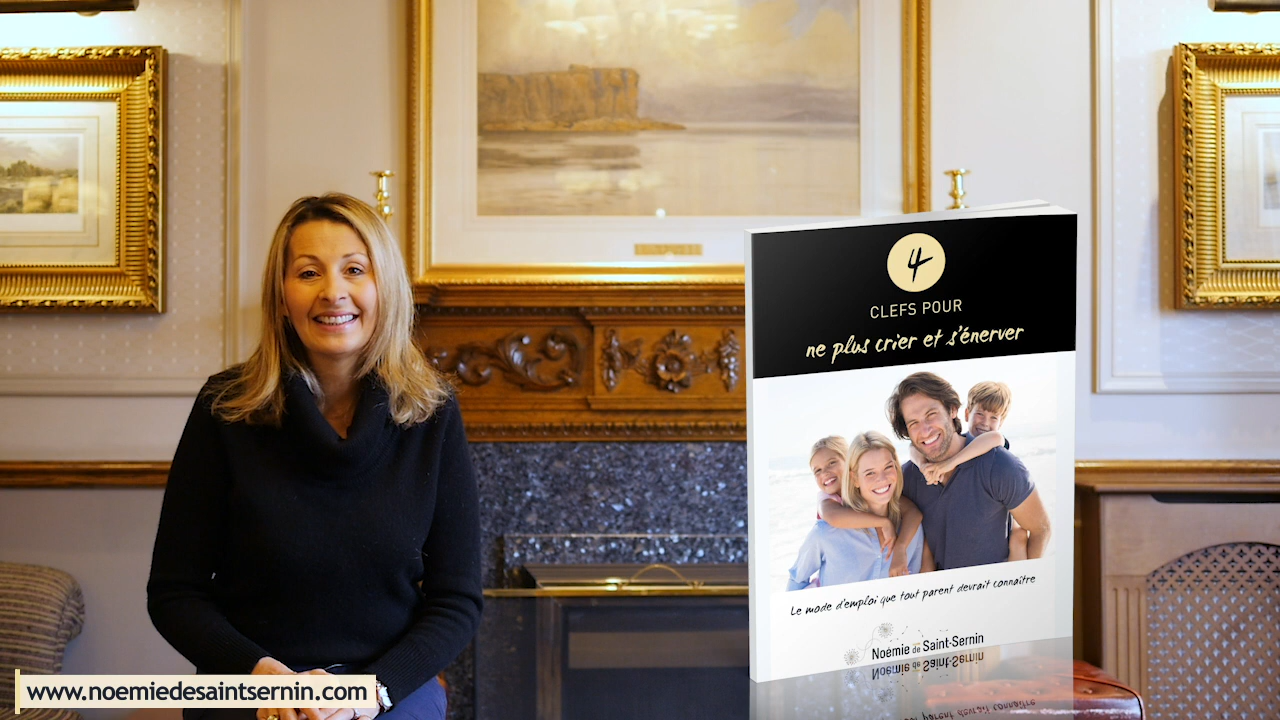 4
CLEFS POUR
ne plus crier et s'énerver
Le mode d'emploi que tout parent devrait connaître
Noémie de Saint-Sernin
www.noemiedesaintsernin.com